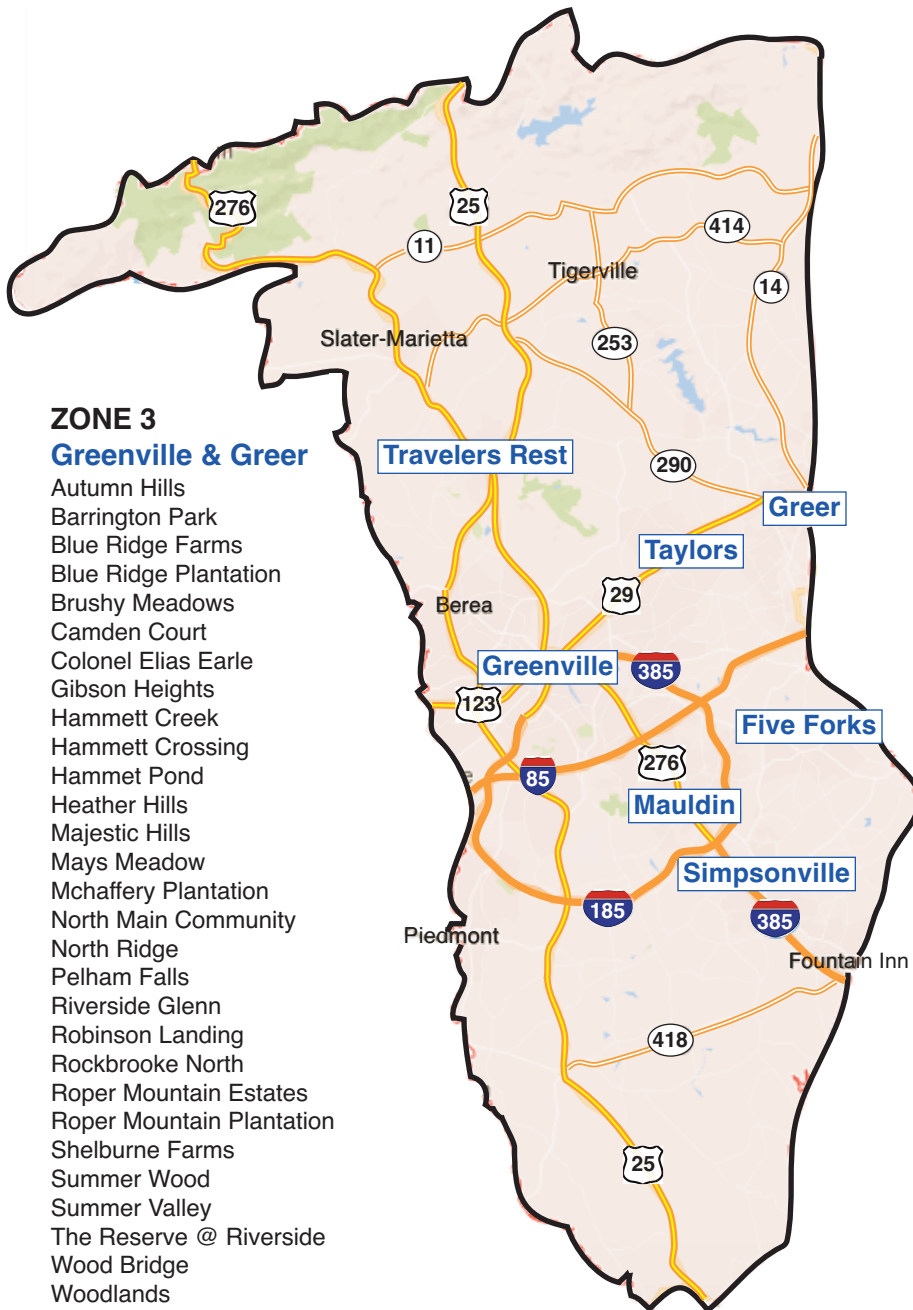 276
25
11
414
Tigerville
14
Slater-Marietta
253
ZONE 3
Greenville & Greer
Autumn Hills
Barrington Park
Blue Ridge Farms
Blue Ridge Plantation
Brushy Meadows
Camden Court
Colonel Elias Earle
Gibson Heights
Hammett Creek
Hammett Crossing
Hammet Pond
Heather Hills
Majestic Hills
Mays Meadow
Mchaffery Plantation
North Main Community
North Ridge
Pelham Falls
Riverside Glenn
Robinson Landing
Rockbrooke North
Roper Mountain Estates
Roper Mountain Plantation
Shelburne Farms
Summer Wood
Summer Valley
The Reserve @ Riverside
Wood Bridge
Woodlands
Travelers Rest
290
Greer
Taylors
29
Berea
Greenville
385
123
Five Forks
276
85
Mauldin
Simpsonville
185
385
Piedmont
Fountain Inn
418
25